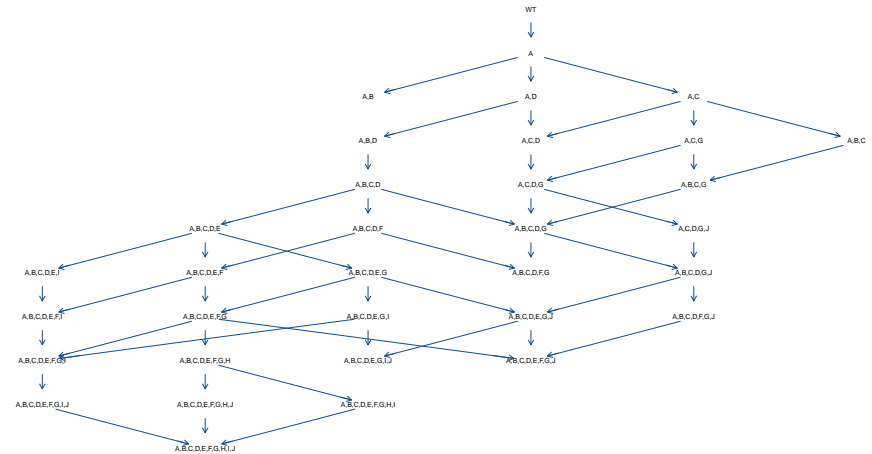 WT
A
A,B
A,D
A,C
A,B,D
A,C,D
A,C,G
A,B,C
A,B,C,D
A,C,D,G
A,B,C,G
A,B,C,D,E
A,B,C,D,F
A,B,C,D,G
A,C,D,G,J
A,B,C,D,E,I
A,B,C,D,E,F
A,B,C,D,E,G
A,B,C,D,F,G
A,B,C,D,G,J
A,B,C,D,E,F,I
A,B,C,D,E,F,G
A,B,C,D,E,G,I
A,B,C,D,E,G,J
A,B,C,D,F,G,J
A,B,C,D,E,F,G,I
A,B,C,D,E,F,G,H
A,B,C,D,E,G,I,J
A,B,C,D,E,F,G,J
A,B,C,D,E,F,G,I,J
A,B,C,D,E,F,G,H,J
A,B,C,D,E,F,G,H,I
A,B,C,D,E,F,G,H,I,J